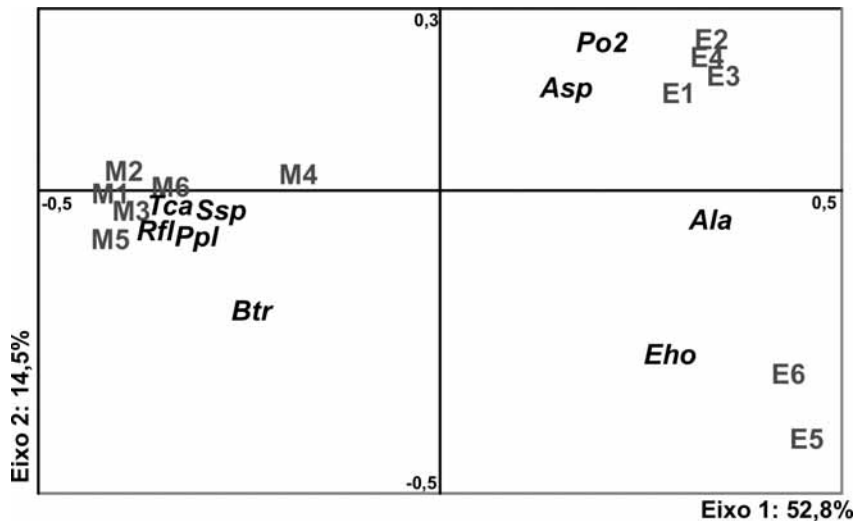 0,3
Po2
E2
E4
E3
Asp
E1
M2
M6
M4
M1
-0,5
0,5
M3
Tca
Ssp
Ala
M5
Rfl
Ppl
Btr
Eho
E6
E5
Eixo 2: 14,5%
-0,5
Eixo 1: 52,8%